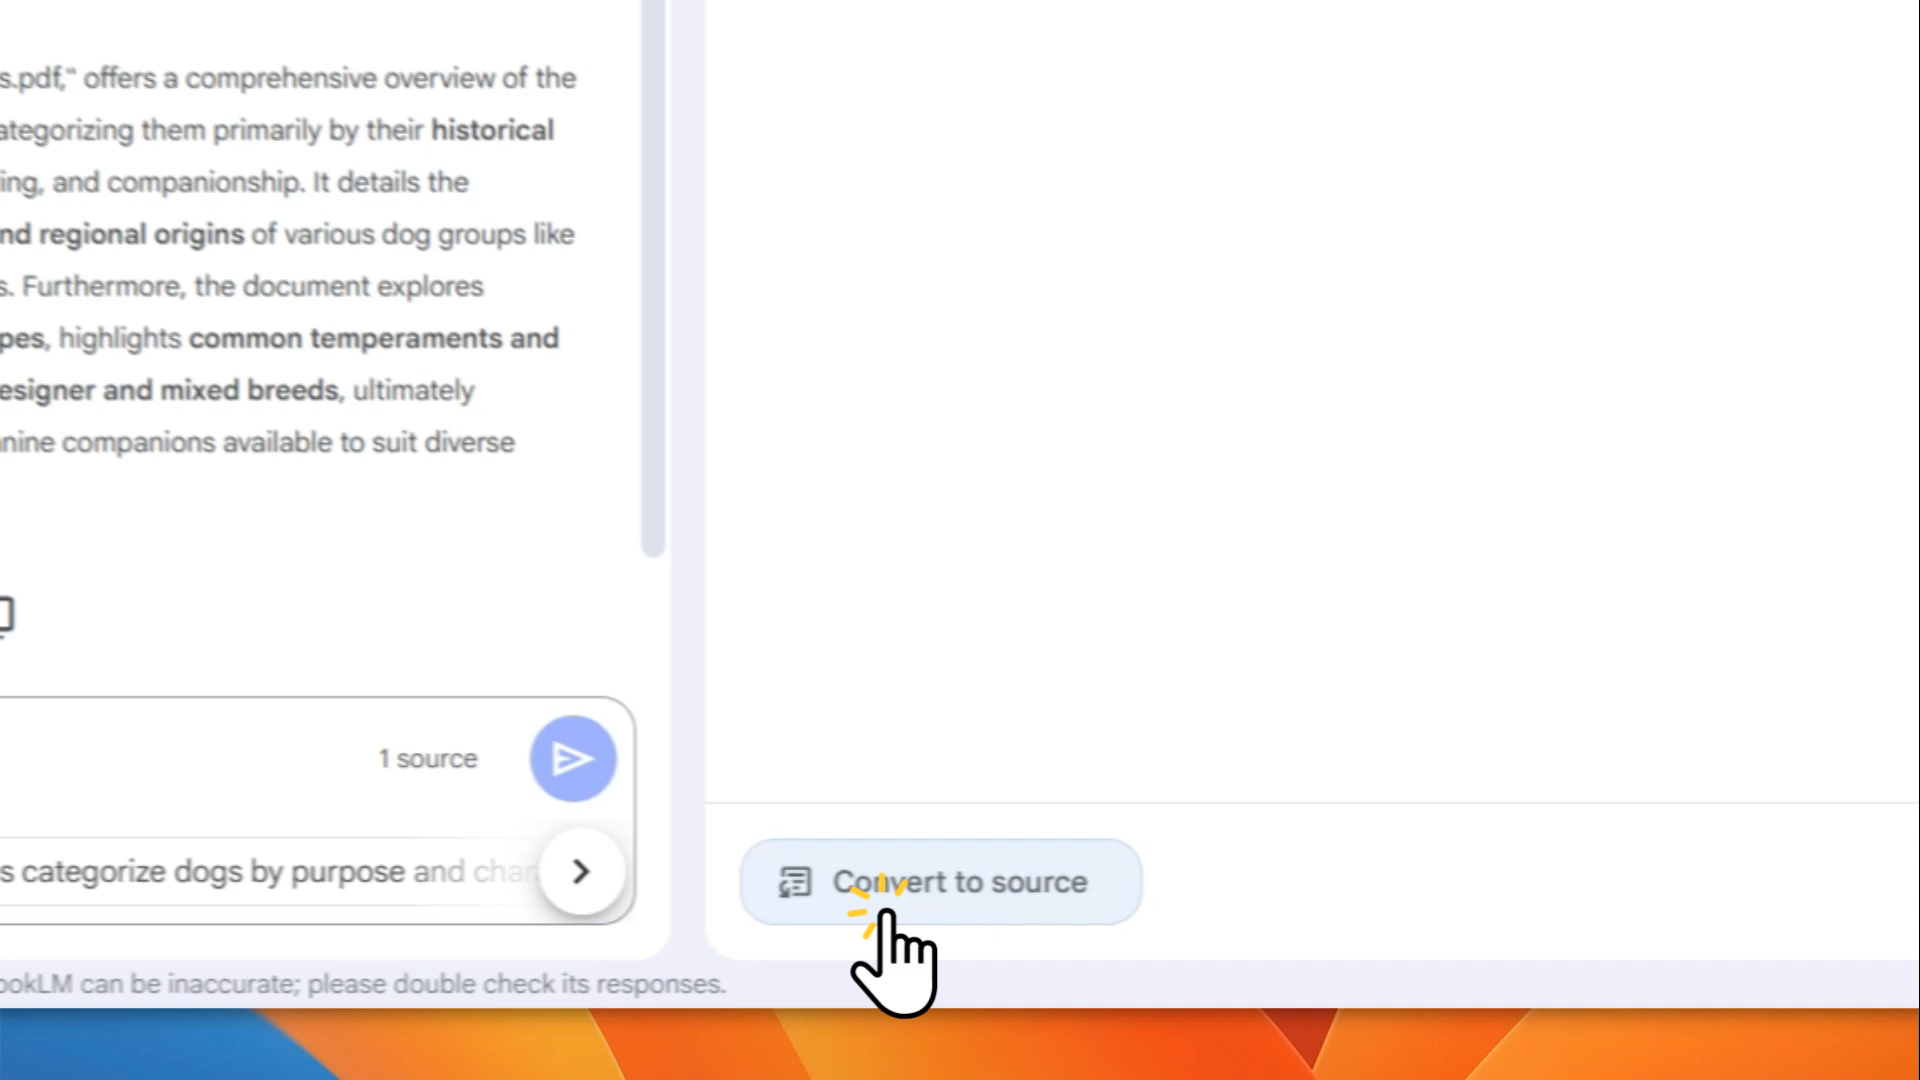 s.pdf," offers a comprehensive overview of the
ategorizing them primarily by their historical
ing, and companionship. It details the
nd regional origins of various dog groups like
s. Furthermore, the document explores
pes, highlights common temperaments and
esigner and mixed breeds, ultimately
nine companions available to suit diverse
1 source
s categorize dogs by purpose and char
Convert to source
ookLM can be inaccurate; please double check its responses.